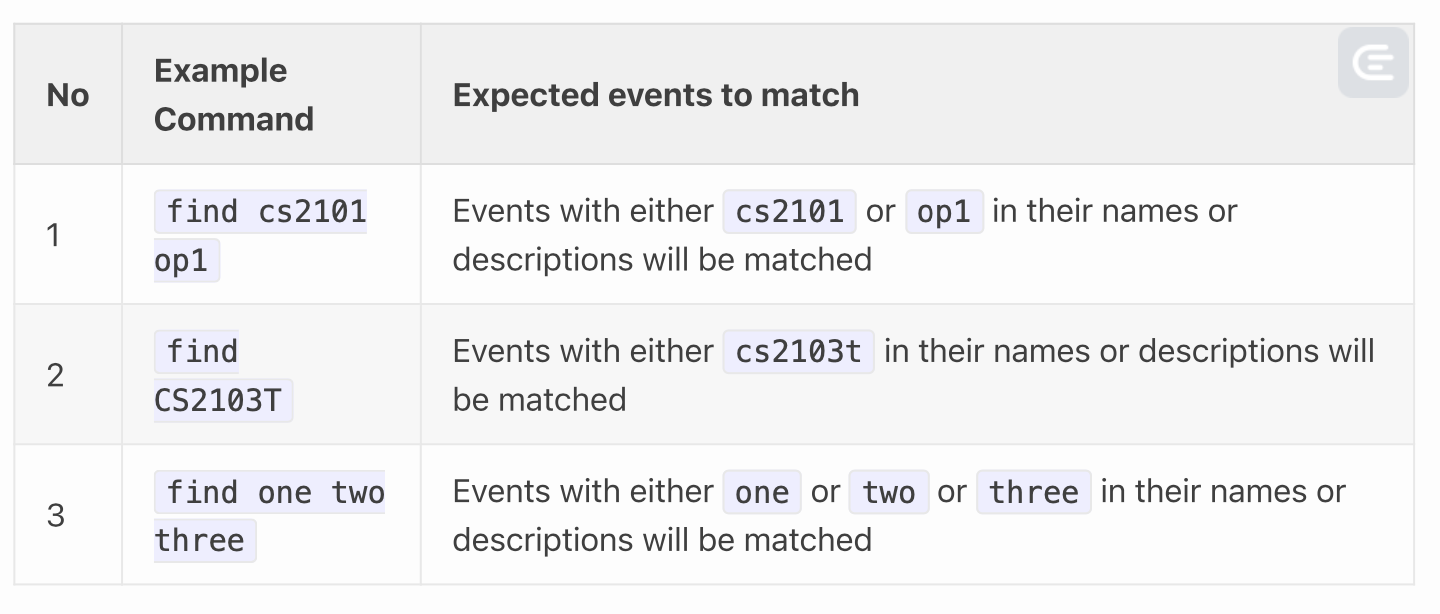 No
Example
Command
Expected events to match
1
find cs2101
op1
Events with either cs2101 or op1 in their names or
descriptions will be matched
2
find
CS2103T
Events with either cs2103t in their names or descriptions will
be matched
3
find one two
three
Events with either one or two or three in their names or
descriptions will be matched